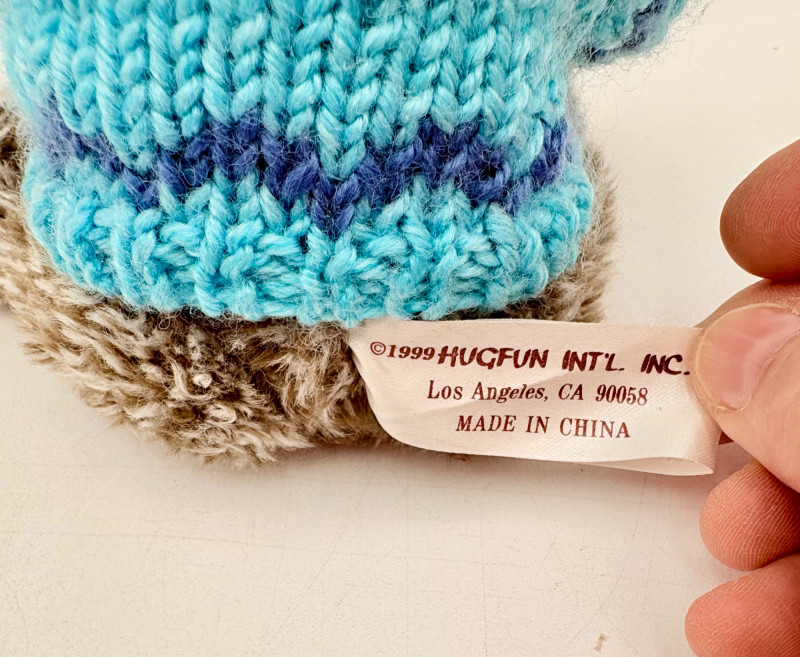 ©1999 HUGFUN INT'L. INC.
Los Angeles, CA 90058
MADE IN CHINA